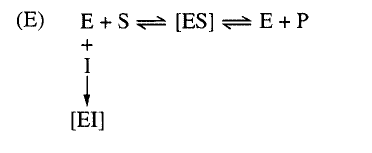 (E) E + S ⇌ [ES] ⇌ E + P
+
I
↓
[EI]